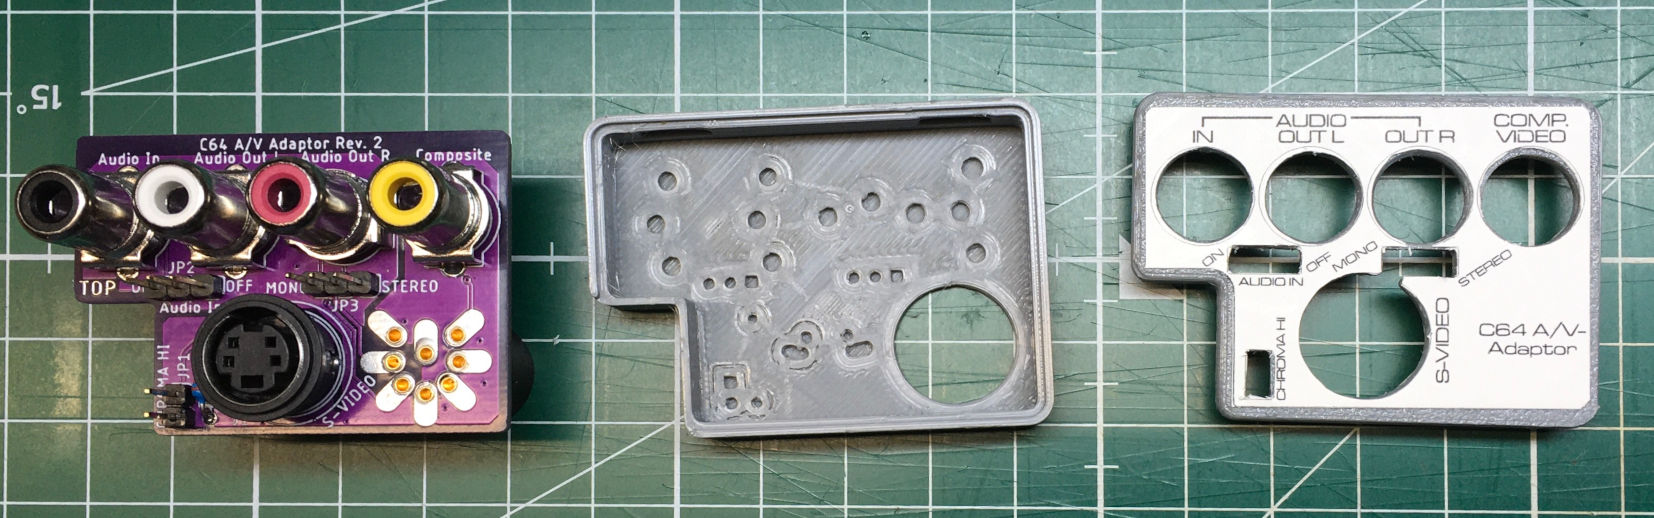 15°
C64 A/V Adaptor Rev. 2
Audio In Audio Out L Audio Out R Composite
JP2
TOP OFF MONO STEREO
Audio In JP3
CHROMA HI
JP1
S-VIDEO
AUDIO
IN OUT L OUT R
COMP. VIDEO
ON OFF MONO STEREO
AUDIO IN
CHROMA HI
S-VIDEO
C64 A/V-
Adaptor